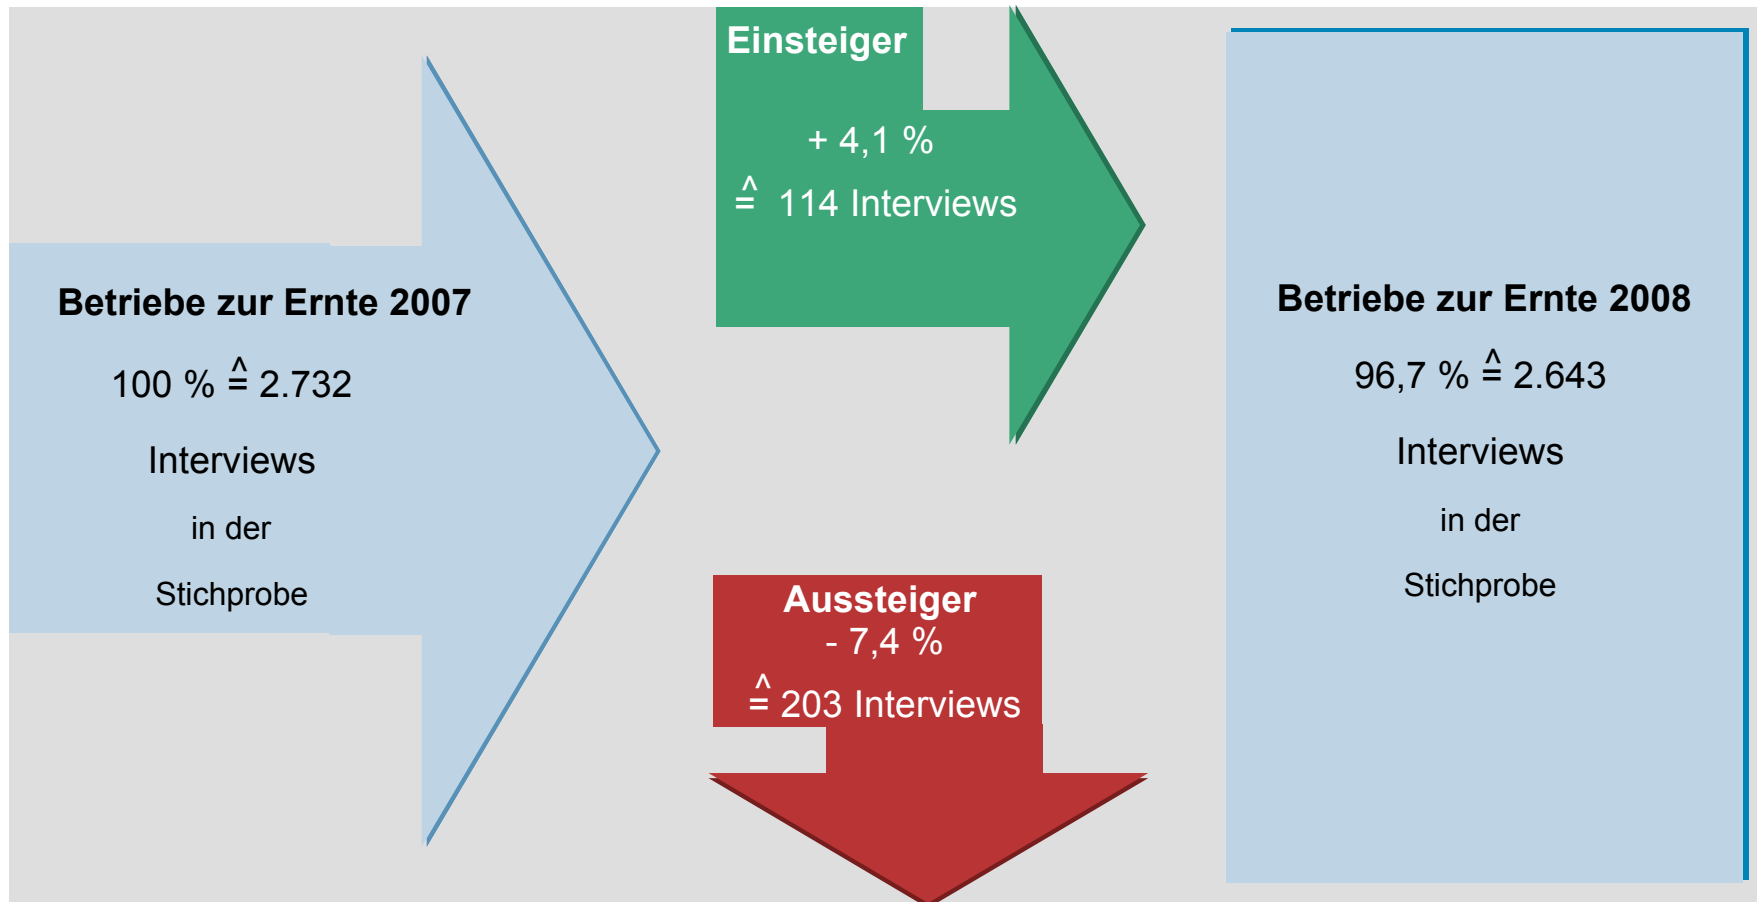 Betriebe zur Ernte 2007
100 % ≙ 2.732
Interviews
in der
Stichprobe
Einsteiger
+ 4,1 %
≙ 114 Interviews
Aussteiger
- 7,4 %
≙ 203 Interviews
Betriebe zur Ernte 2008
96,7 % ≙ 2.643
Interviews
in der
Stichprobe